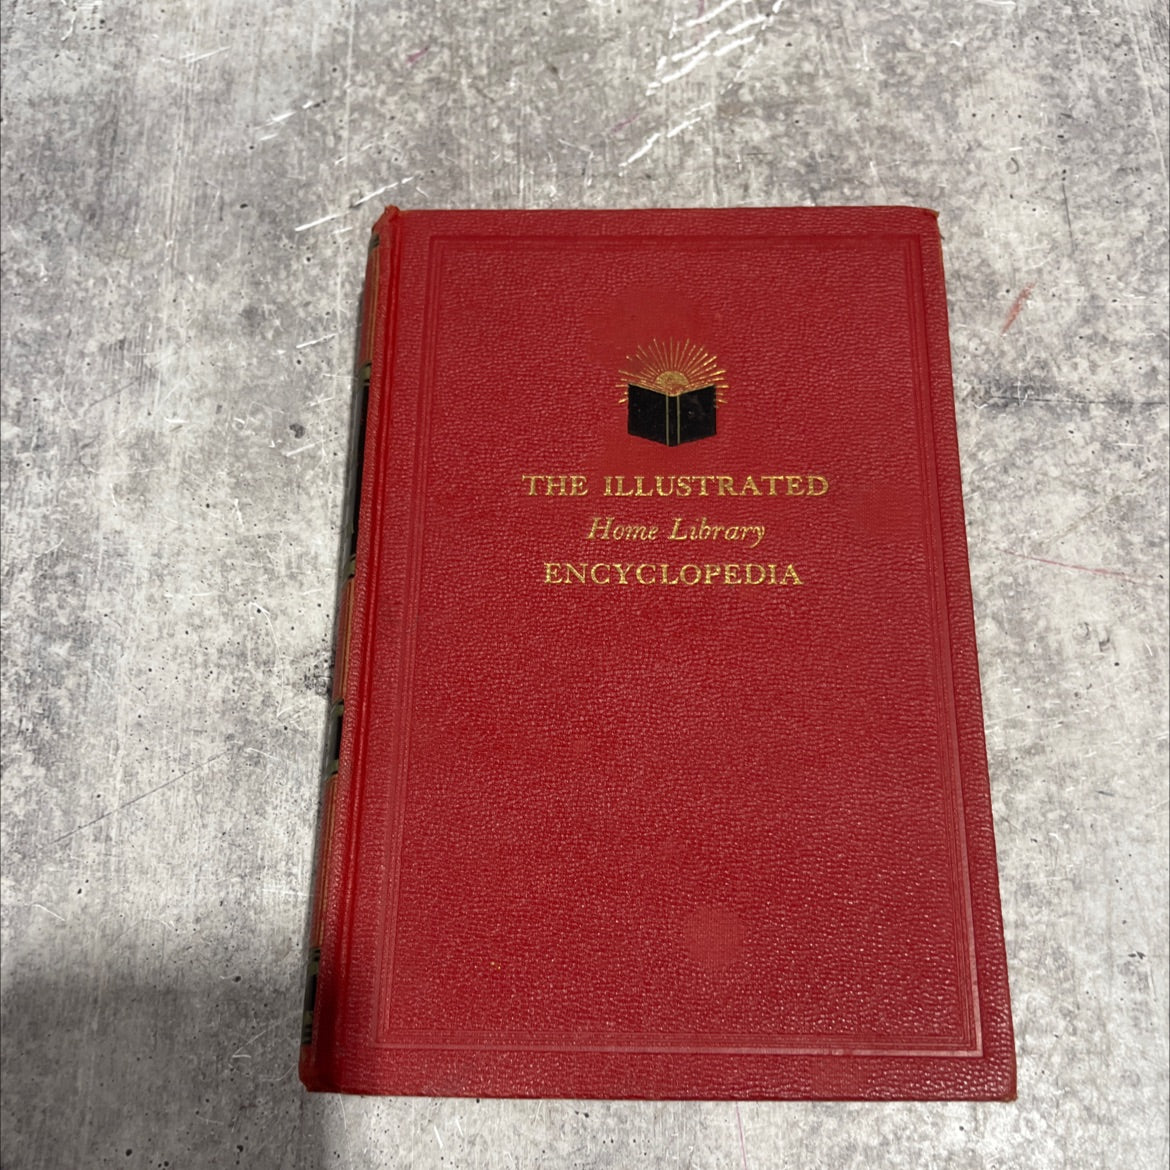 THE ILLUSTRATED
Home Library
ENCYCLOPEDIA